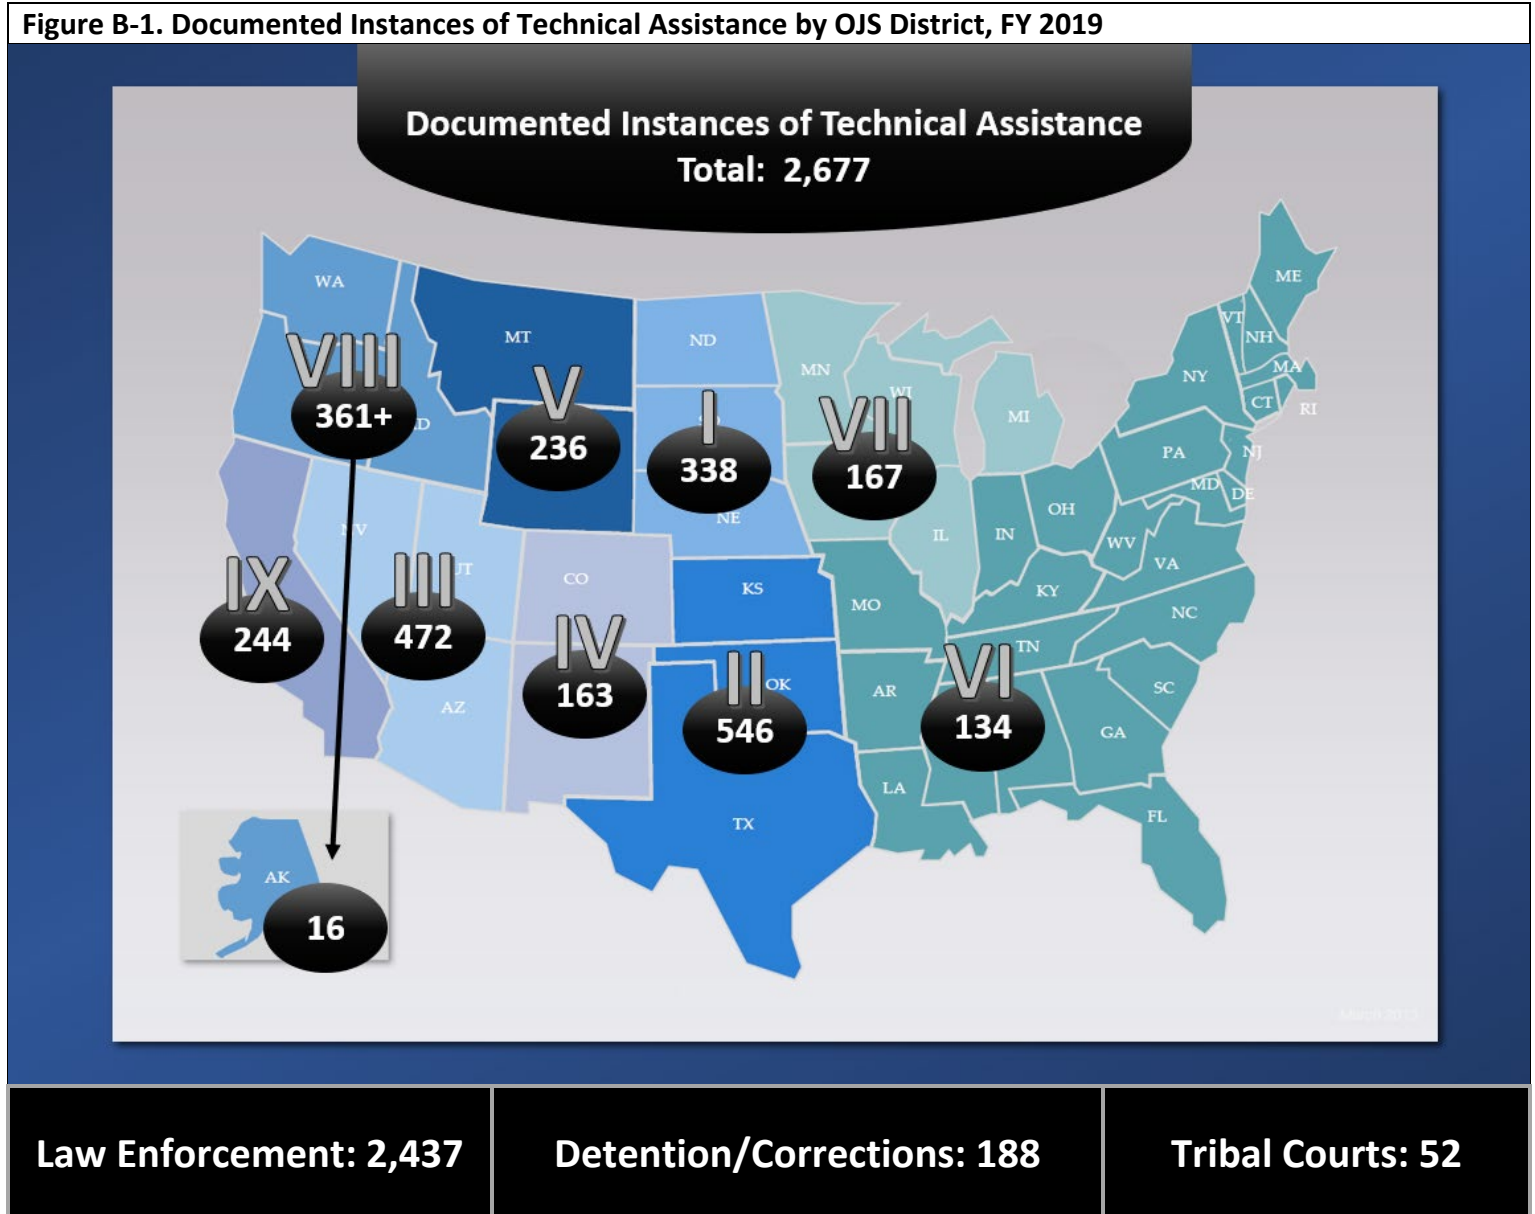 Figure B-1. Documented Instances of Technical Assistance by OJS District, FY 2019
Documented Instances of Technical Assistance
Total: 2,677
WA
MT
ND
MN
WI
MI
ME
VT
NH
MA
NY
CT
RI
VIII
361+
V
236
I
338
VII
167
PA
NJ
MD
DE
NE
OH
IN
IL
WV
VA
NV
UT
CO
KS
MO
KY
NC
IX
244
III
472
IV
163
TN
SC
AZ
OK
AR
II
546
VI
134
GA
LA
TX
FL
AK
16
Law Enforcement: 2,437
Detention/Corrections: 188
Tribal Courts: 52